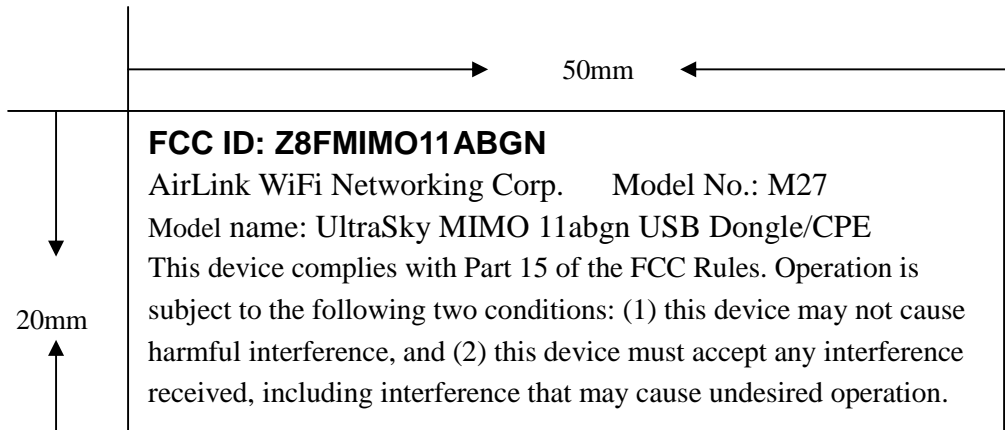 50mm
FCC ID: Z8FMIMO11ABGN
AirLink WiFi Networking Corp. Model No.: M27
Model name: UltraSky MIMO 11abgn USB Dongle/CPE
This device complies with Part 15 of the FCC Rules. Operation is
subject to the following two conditions: (1) this device may not cause
20mm
harmful interference, and (2) this device must accept any interference
received, including interference that may cause undesired operation.